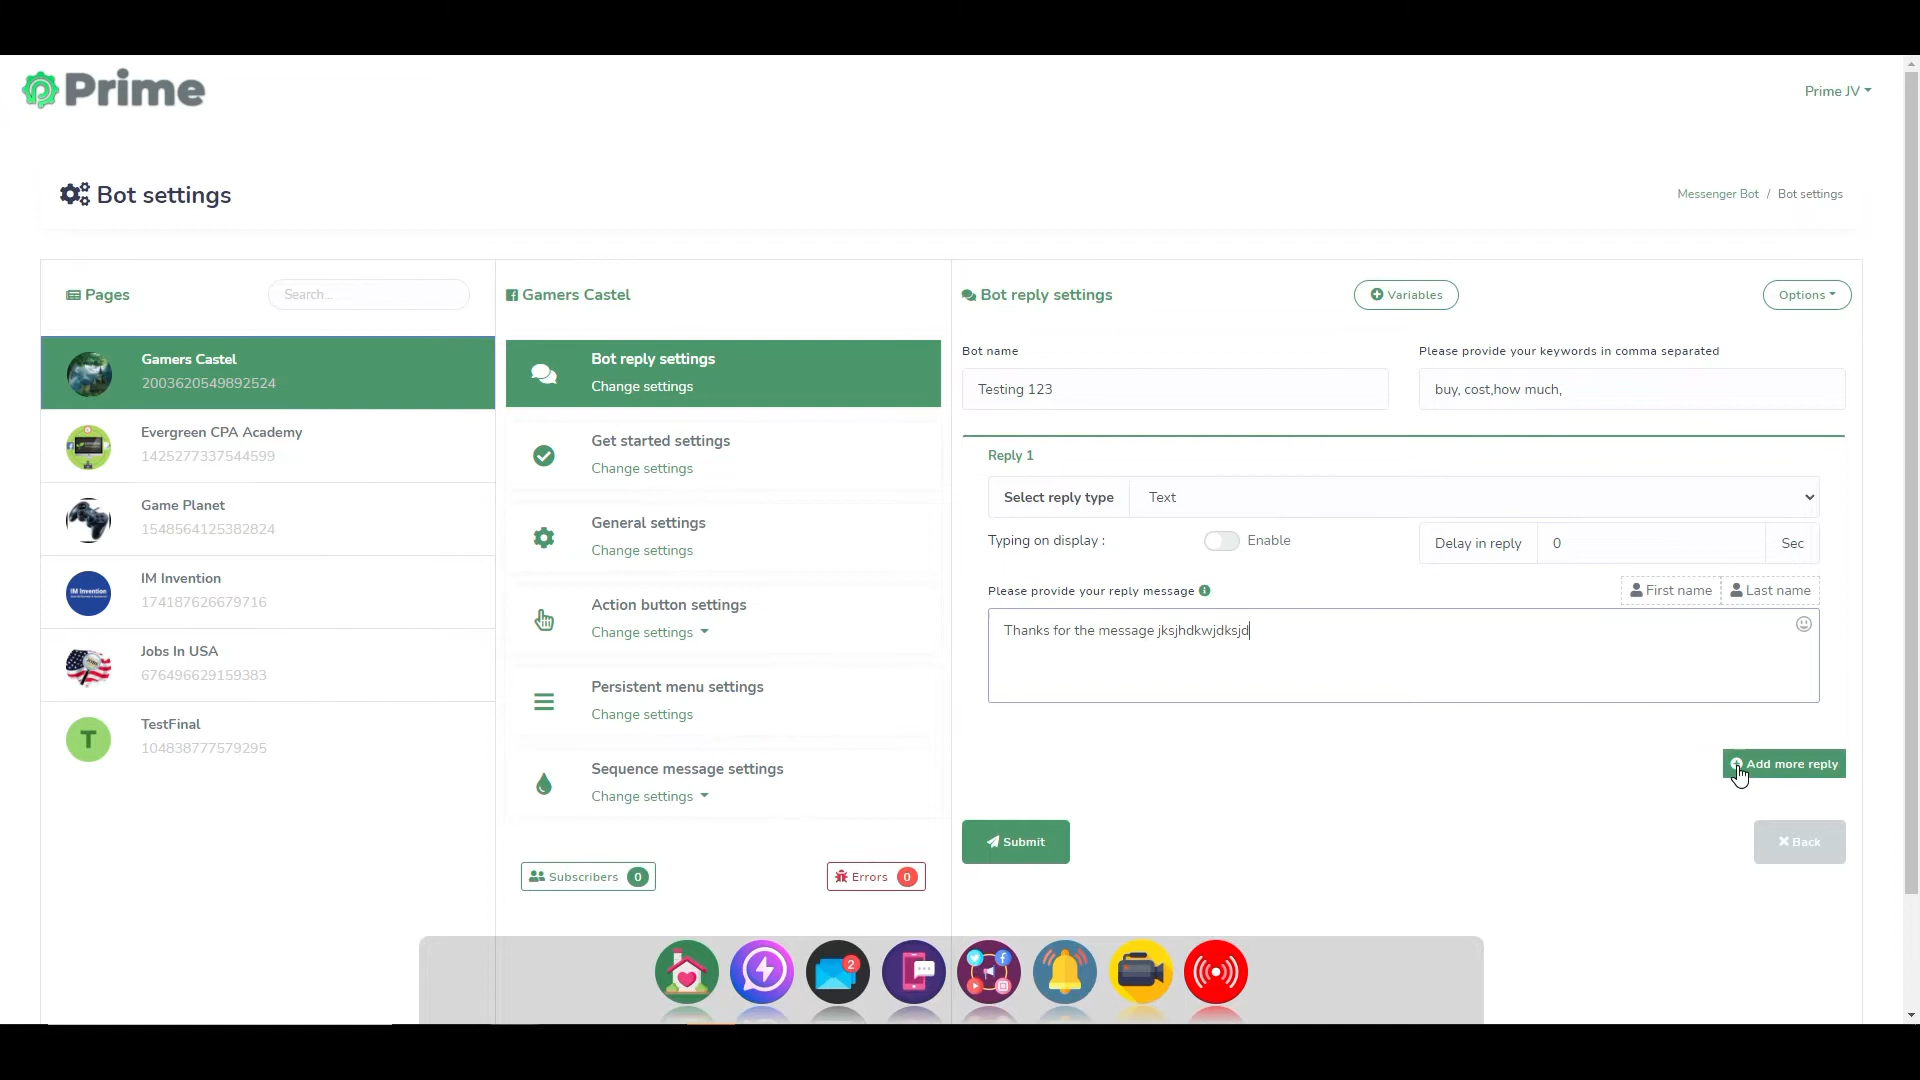 Prime
Prime JV
Bot settings
Messenger Bot / Bot settings
Pages
Search...
Gamers Castel
2003620549892524
Evergreen CPA Academy
1425277337544599
Game Planet
1548564125382824
IM Invention
174187626679716
Jobs In USA
676496629159383
T
TestFinal
104838777579295
Gamers Castel
Bot reply settings
Change settings
Get started settings
Change settings
General settings
Change settings
Action button settings
Change settings
Persistent menu settings
Change settings
Sequence message settings
Change settings
Subscribers 0
Errors 0
Bot reply settings
Variables
Options
Bot name
Please provide your keywords in comma separated
Testing 123
buy, cost,how much,
Reply 1
Select reply type
Text
Typing on display :
Enable
Delay in reply
0
Sec
Please provide your reply message
First name
Last name
Thanks for the message jksjhdkwjdksjd
Add more reply
Submit
Back
2